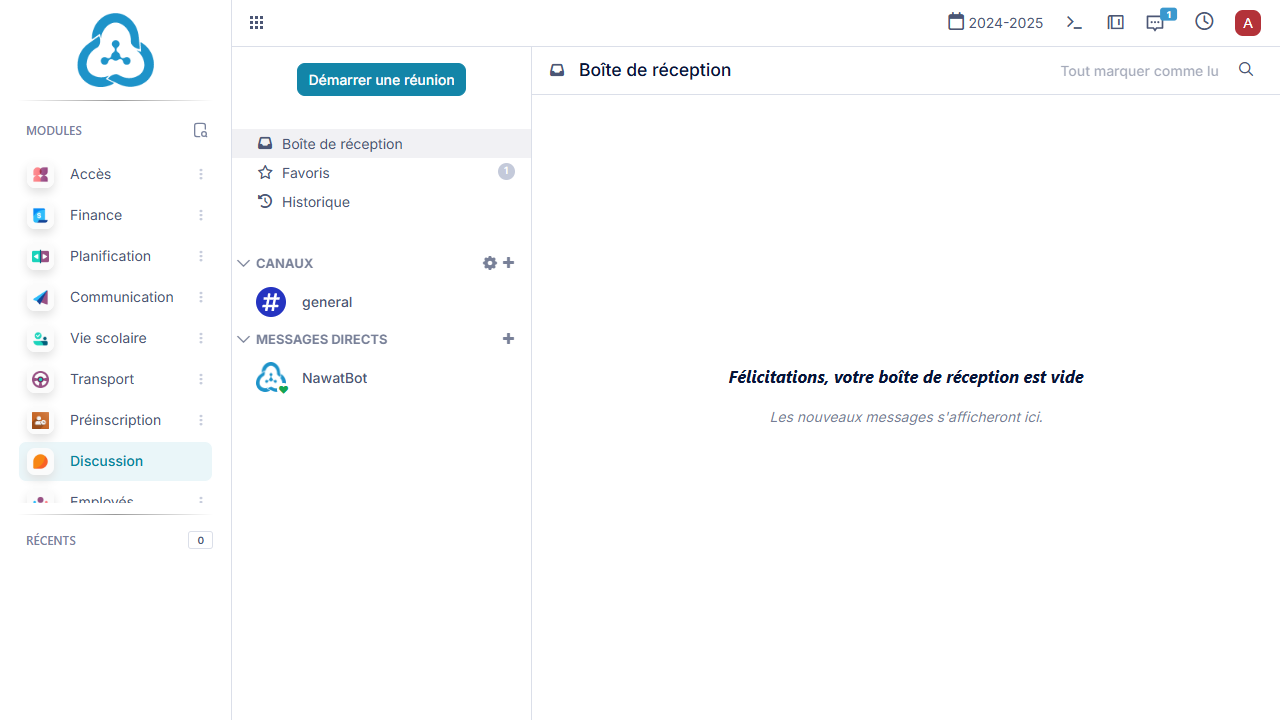 2024-2025
1
A
MODULES
Accès
Finance
Planification
Communication
Vie scolaire
Transport
Préinscription
Discussion
Employés
RÉCENTS
0
Démarrer une réunion
Boîte de réception
Favoris
1
Historique
CANAUX
general
MESSAGES DIRECTS
NawatBot
Boîte de réception
Tout marquer comme lu
Félicitations, votre boîte de réception est vide
Les nouveaux messages s'afficheront ici.